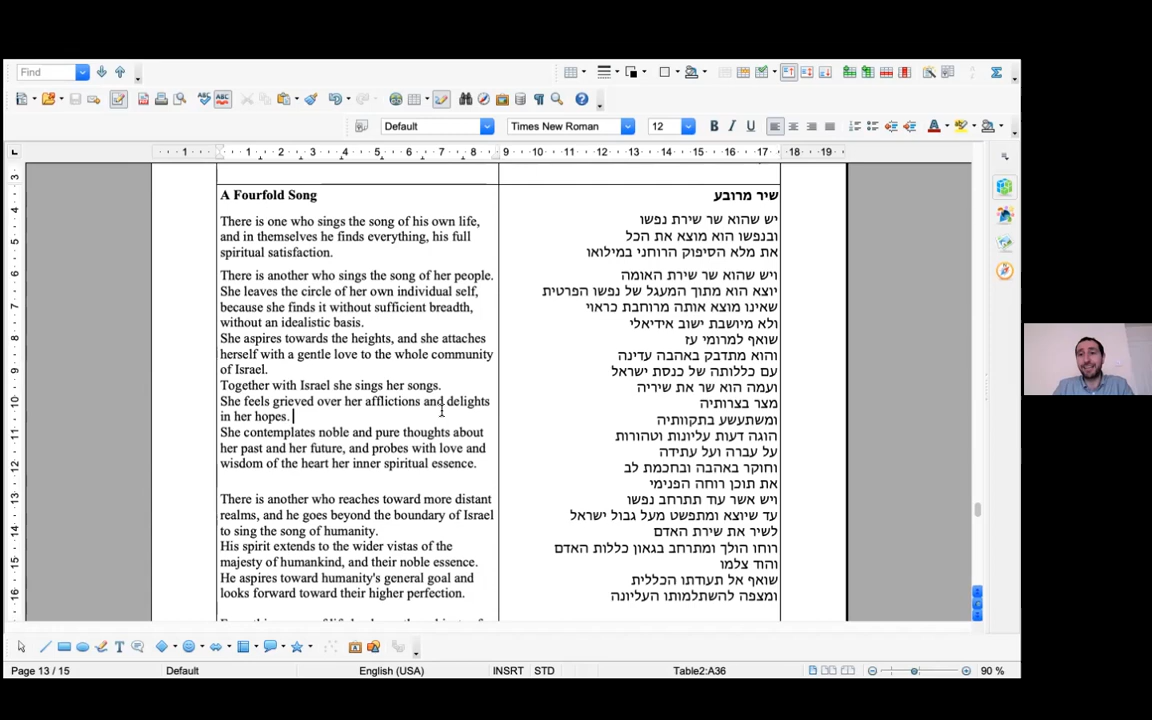 Find
Default
Times New Roman
12
A Fourfold Song
There is one who sings the song of his own life,
and in themselves he finds everything, his full
spiritual satisfaction.
There is another who sings the song of her people.
She leaves the circle of her own individual self,
because she finds it without sufficient breadth,
without an idealistic basis.
She aspires towards the heights, and she attaches
herself with a gentle love to the whole community
of Israel.
Together with Israel she sings her songs.
She feels grieved over her afflictions and delights
in her hopes.
She contemplates noble and pure thoughts about
her past and her future, and probes with love and
wisdom of the heart her inner spiritual essence.
There is another who reaches toward more distant
realms, and he goes beyond the boundary of Israel
to sing the song of humanity.
His spirit extends to the wider vistas of the
majesty of humankind, and their noble essence.
He aspires toward humanity's general goal and
looks forward toward their higher perfection.
שיר מרובע
יש שהוא שר שירת נפשו
ובנפשו הוא מוצא את הכל
את מלא הסיפוק הרוחני במילואו
ויש שהוא שר שירת האומה
יוצא הוא מתוך המעגל של נפשו הפרטית
שאינו מוצא אותה מרוחבת כראוי
ולא מיושבת ישוב אידיאלי
שואף למרומי עז
והוא מתדבק באהבה עדינה
עם כללותה של כנסת ישראל
ועמה הוא שר את שיריה
מצר בצרותיה
ומשתעשע בתקוותיה
הוגה דעות עליונות וטהורות
על עברה ועל עתידה
וחוקר באהבה ובחכמת לב
את תוכן רוחה הפנימי
ויש אשר עוד תתרחב נפשו
עד שיוצא ומתפשט מעל גבול ישראל
לשיר את שירת האדם
רוחו הולך ומתרחב בגאון כללות האדם
והוד צלמו
שואף אל תעודתו הכללית
ומצפה להשתלמותו העליונה
Page 13 / 15
Default
English (USA)
INSRT
STD
Table2:A36
90 %